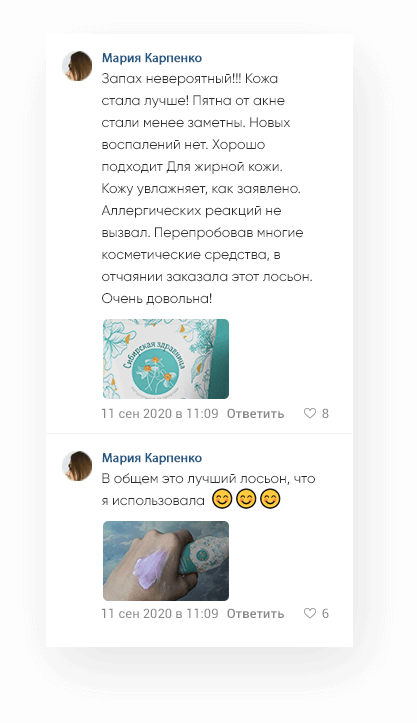 Мария Карпенко
Запах невероятный!!! Кожа
стала лучше! Пятна от акне
стали менее заметны. Новых
воспалений нет. Хорошо
подходит Для жирной кожи.
Кожу увлажняет, как заявлено.
Аллергических реакций не
вызвал. Перепробовав многие
косметические средства, в
отчаянии заказала этот лосьон.
Очень довольна!
Сибирская здравница
11 сен 2020 в 11:09 Ответить 8
Мария Карпенко
В общем это лучший лосьон, что
я использовала 😊😊😊
11 сен 2020 в 11:09 Ответить 6